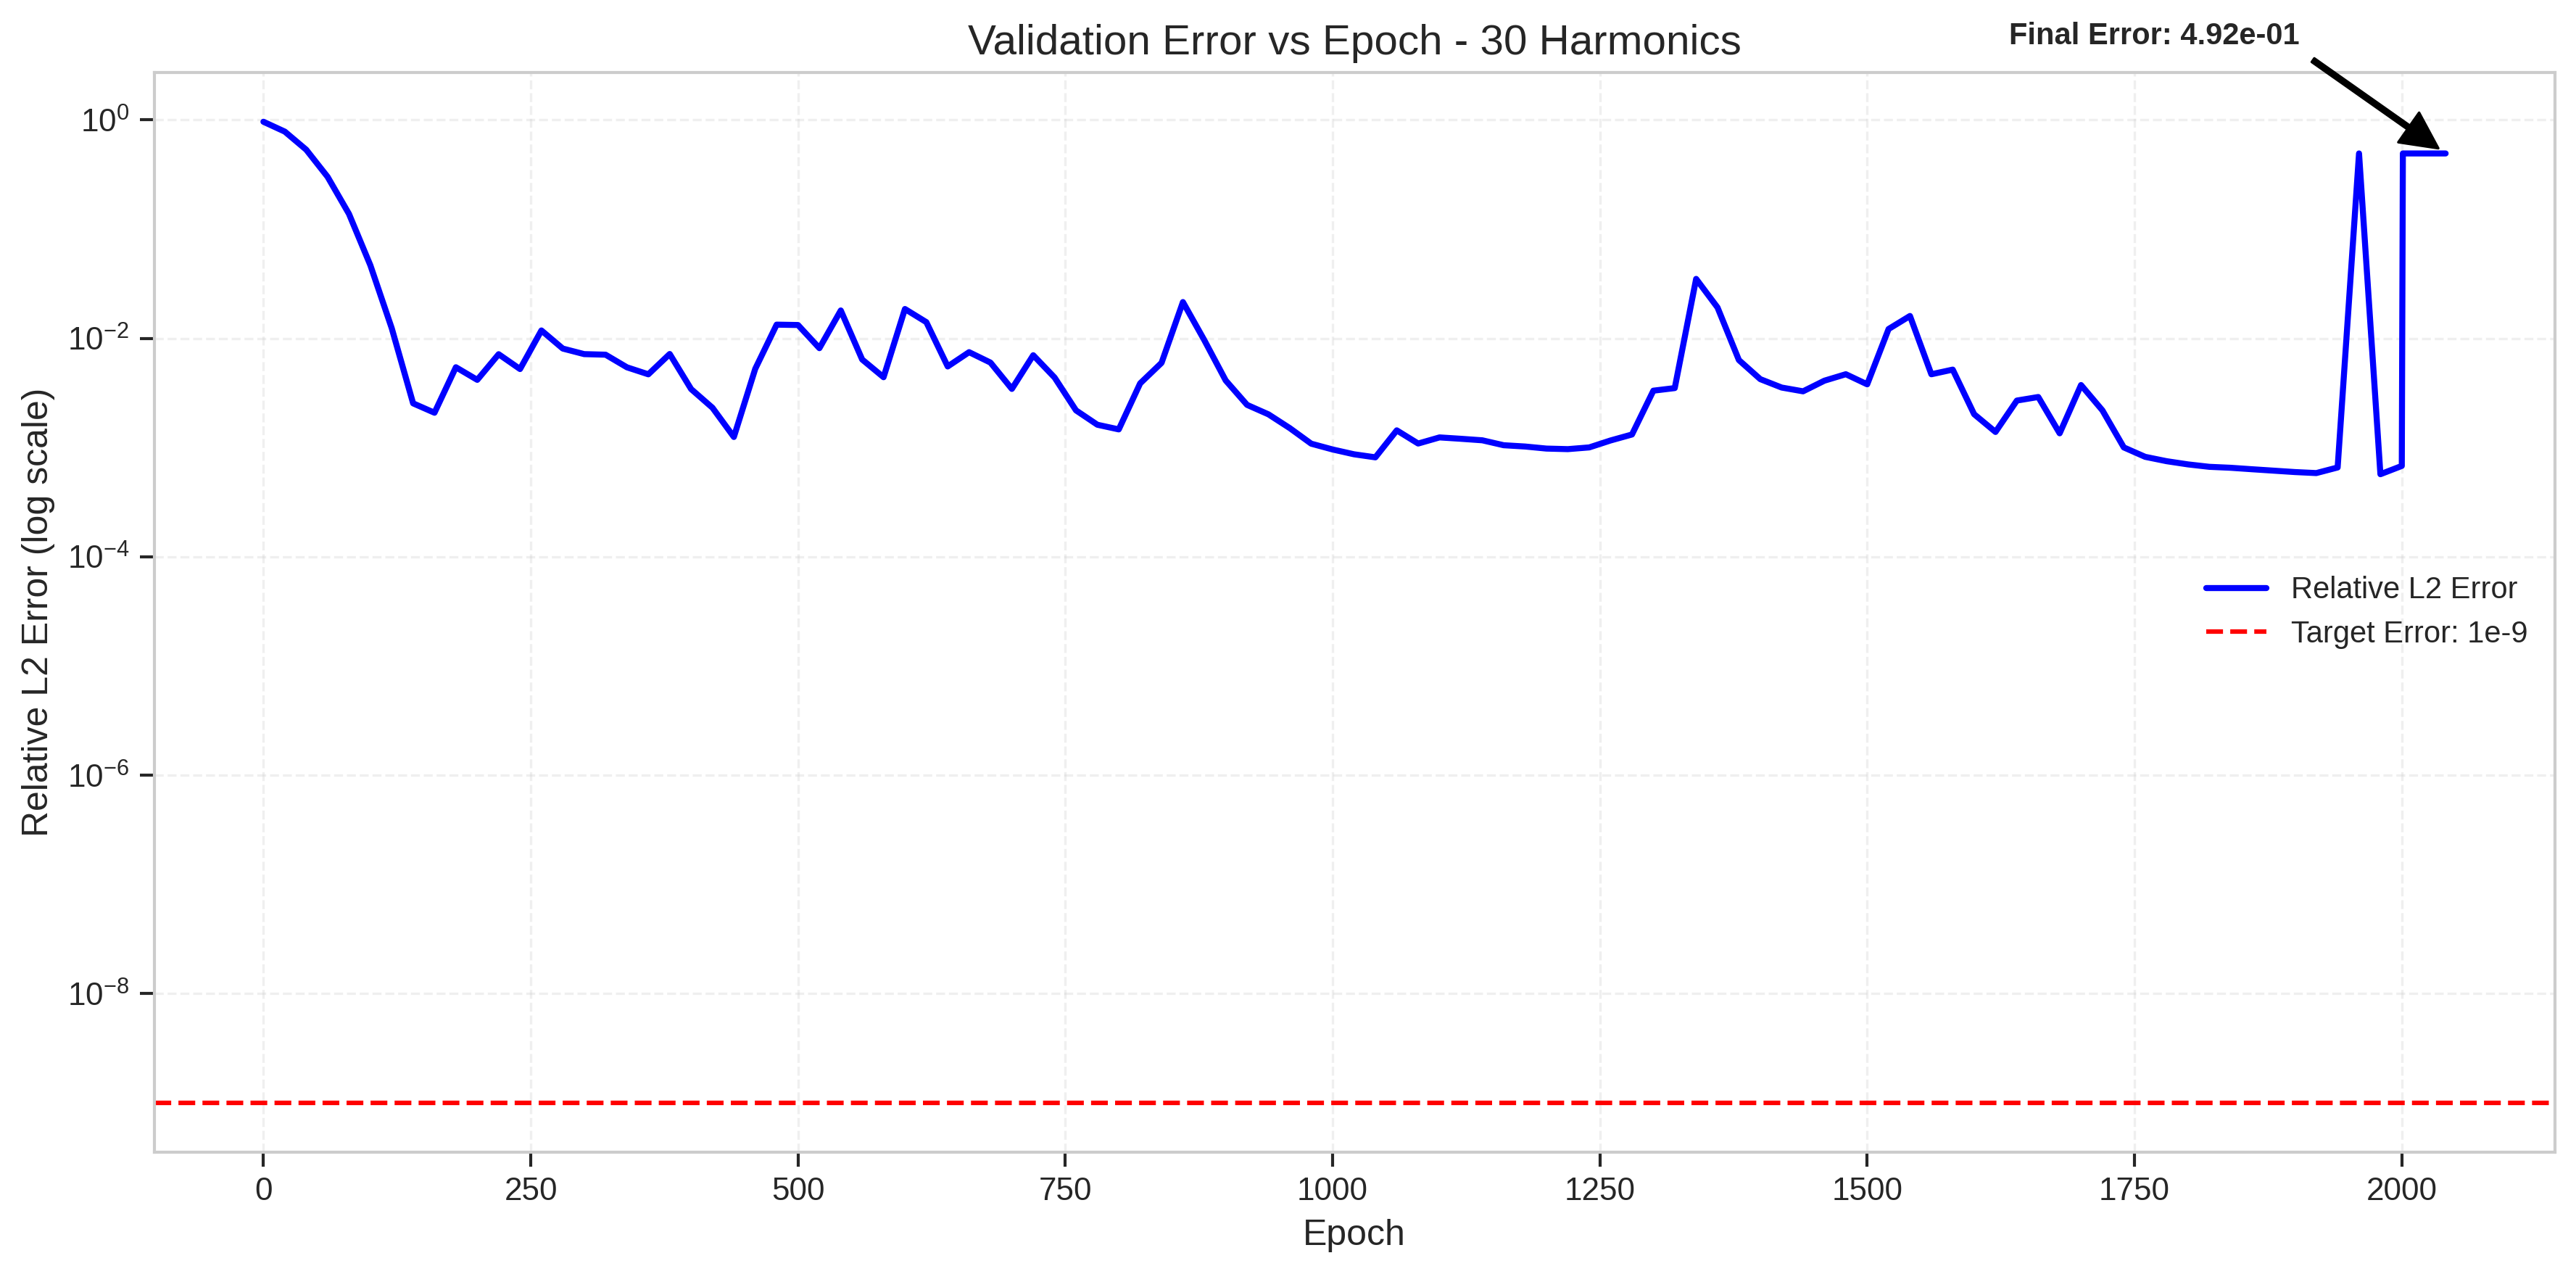 Validation Error vs Epoch - 30 Harmonics
Final Error: 4.92e-01
Relative L2 Error (log scale)
10⁰
10⁻²
10⁻⁴
10⁻⁶
10⁻⁸
Relative L2 Error
Target Error: 1e-9
0 250 500 750 1000 1250 1500 1750 2000
Epoch